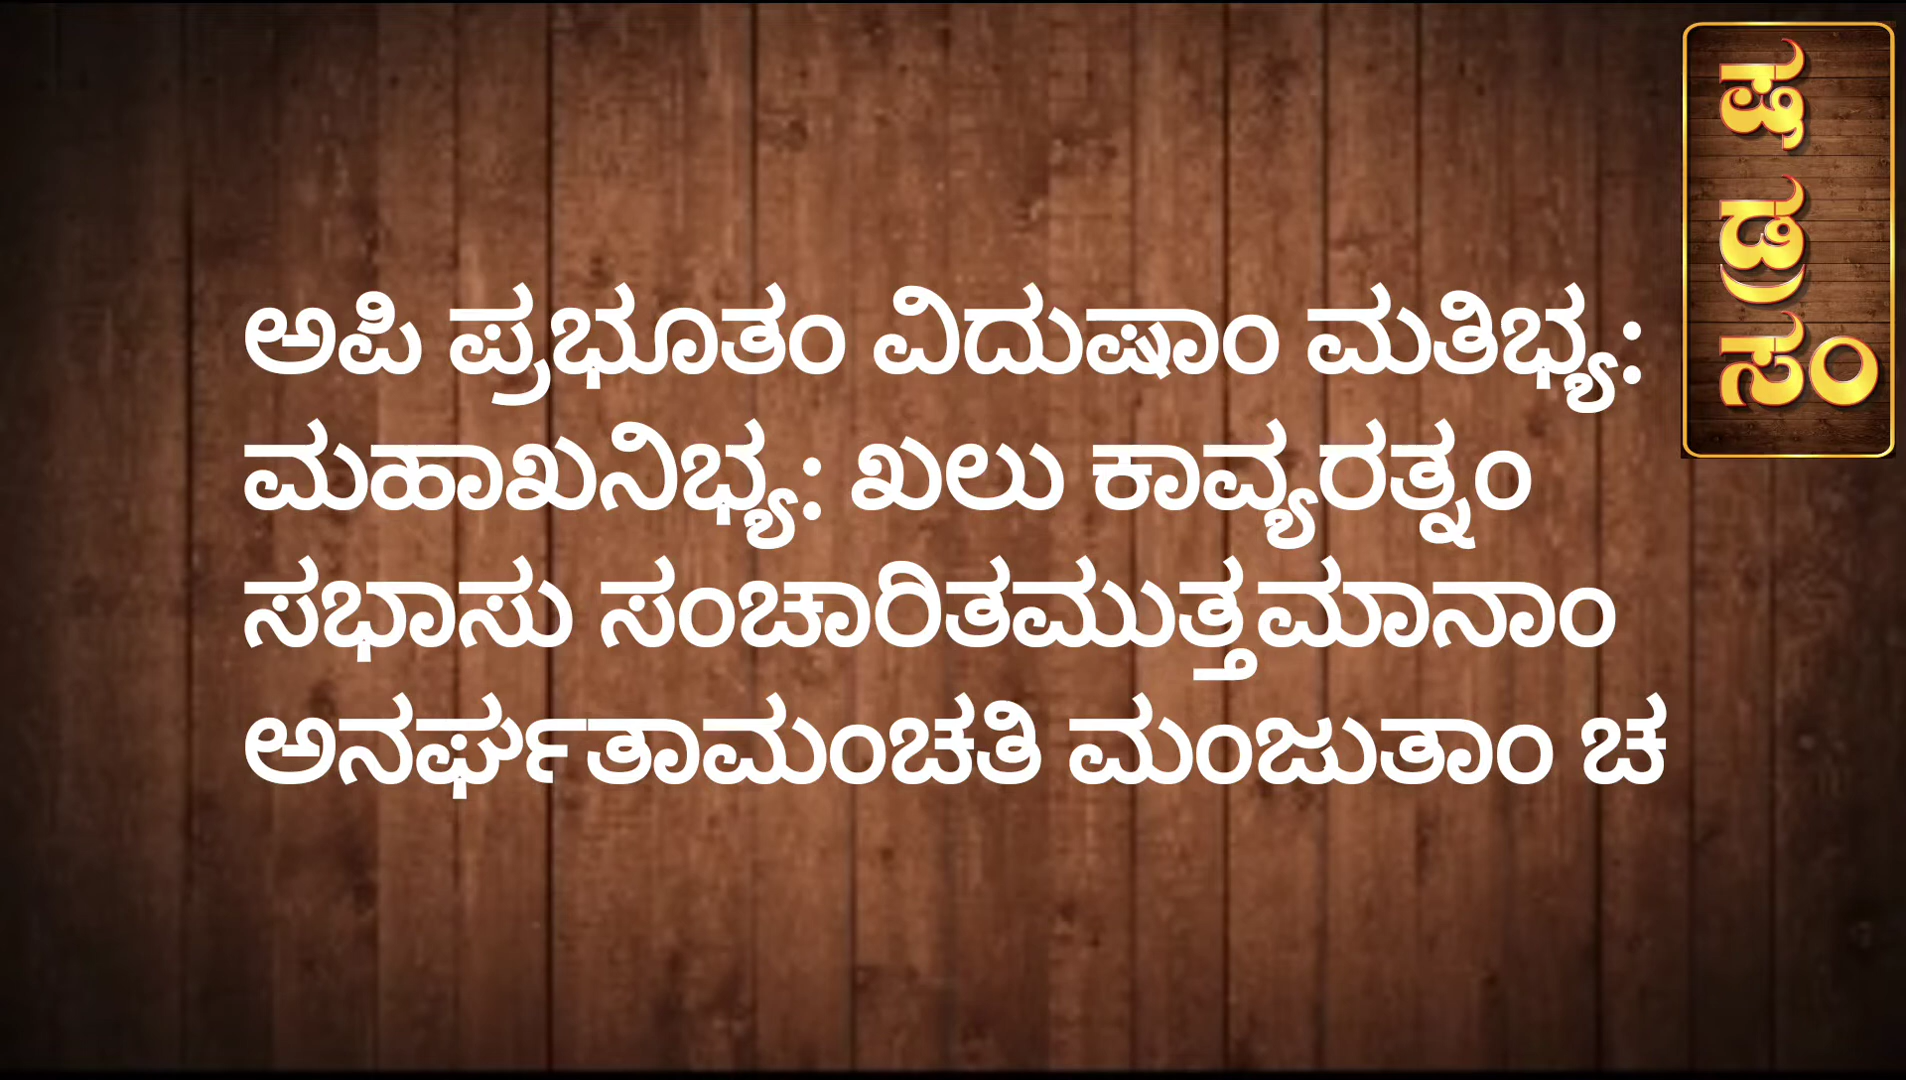 ಅಪಿ ಪ್ರಭೂತಂ ವಿದುಷಾಂ ಮತಿಭ್ಯ:
ಮಹಾಖನಿಭ್ಯ: ಖಲು ಕಾವ್ಯರತ್ನಂ
ಸಭಾಸು ಸಂಚಾರಿತಮುತ್ತಮಾನಾಂ
ಅನರ್ಘತಾಮಂಚತಿ ಮಂಜುತಾಂ ಚ